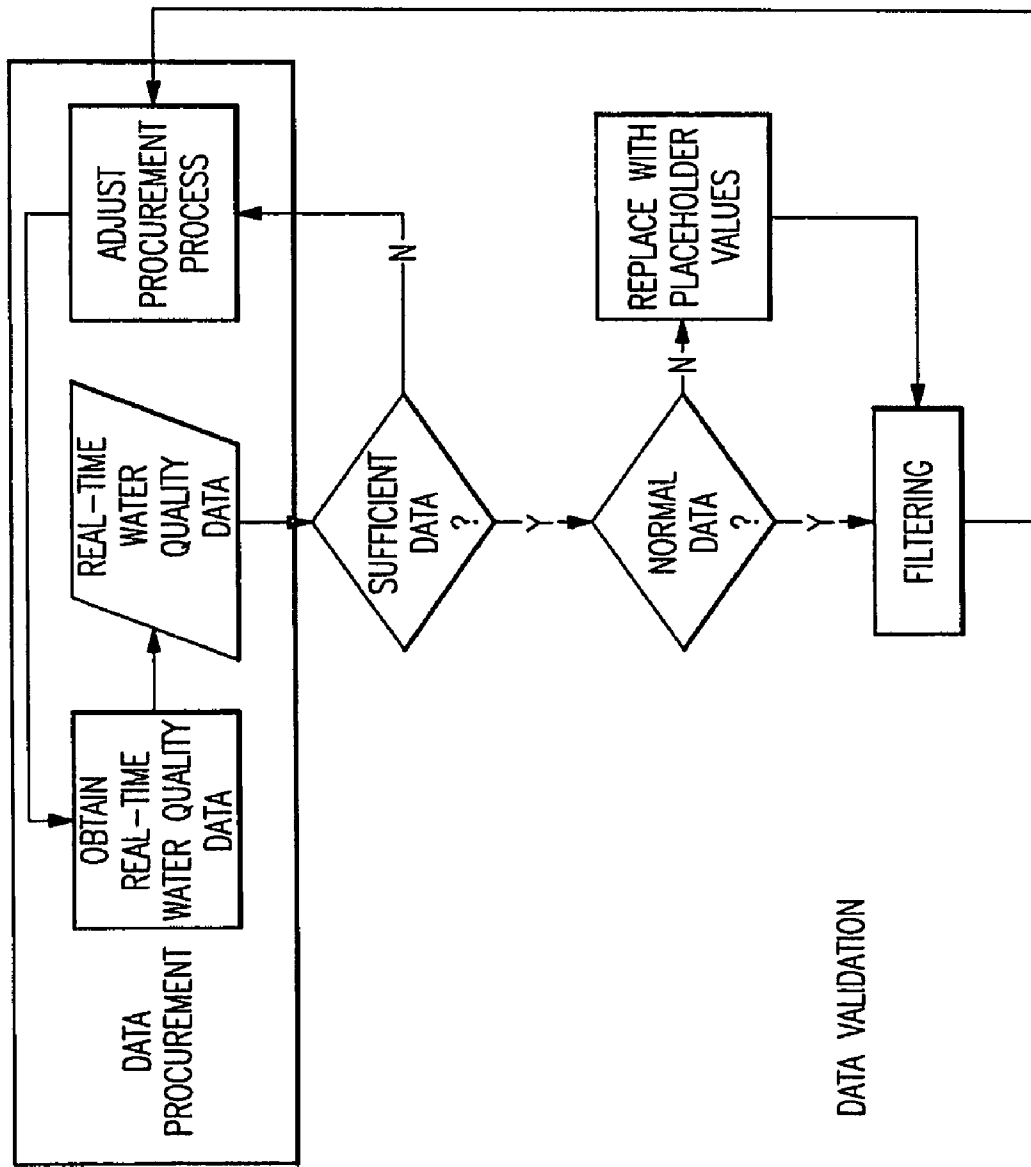 DATA
PROCUREMENT
OBTAIN
REAL-TIME
WATER QUALITY
DATA
REAL-TIME
WATER
QUALITY
DATA
ADJUST
PROCUREMENT
PROCESS
SUFFICIENT
DATA
?
N
Y
NORMAL
DATA
?
N
REPLACE WITH
PLACEHOLDER
VALUES
Y
FILTERING
DATA VALIDATION